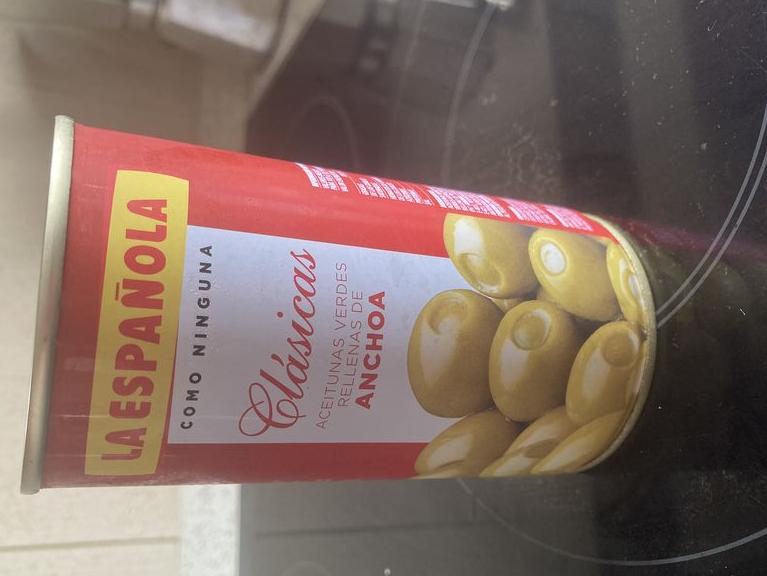 LA ESPAÑOLA
COMO NINGUNA
Clásicas
ACEITUNAS VERDES
RELLENAS DE
ANCHOA